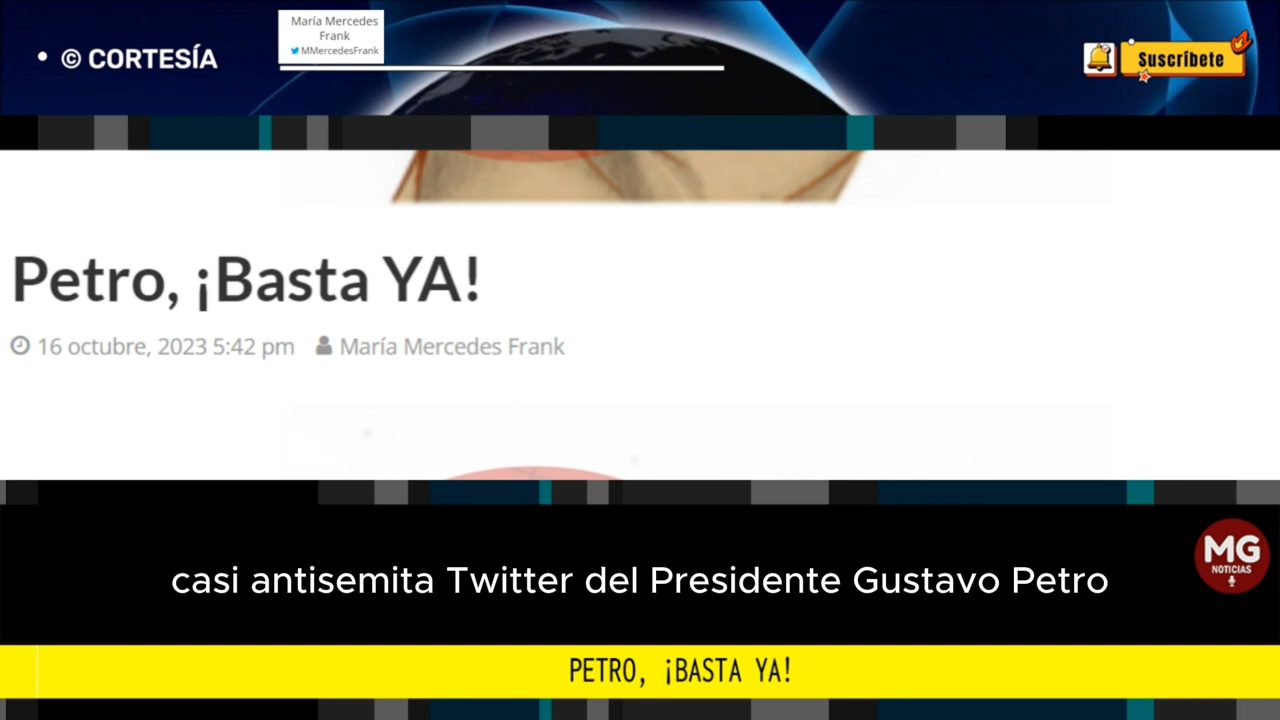 • © CORTESÍA
María Mercedes
Frank
MMercedesFrank
Suscríbete
Petro, ¡Basta YA!
16 octubre, 2023 5:42 pm María Mercedes Frank
casi antisemita Twitter del Presidente Gustavo Petro
MG
NOTICIAS
PETRO, ¡BASTA YA!